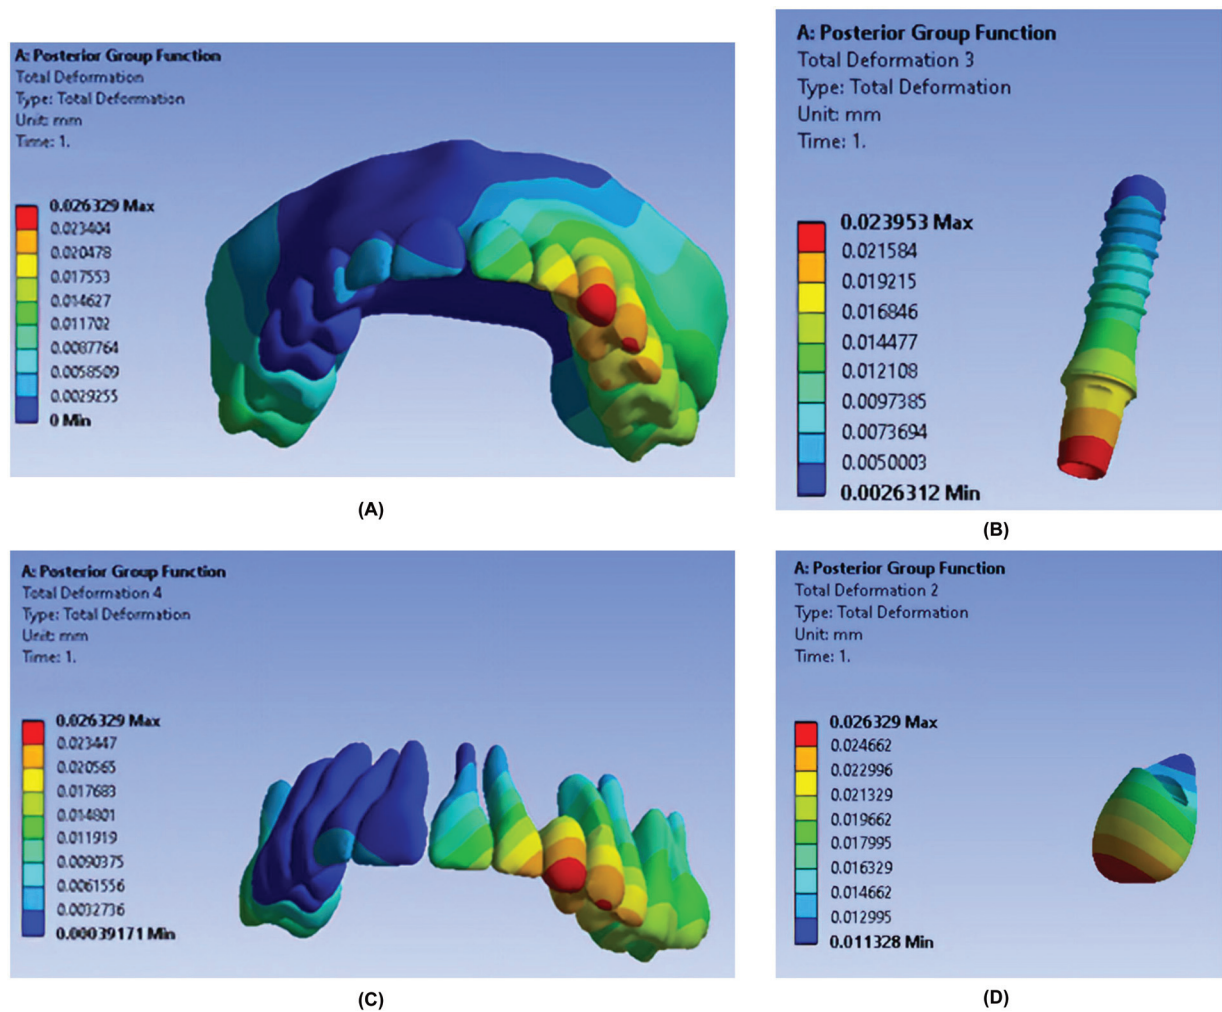 A: Posterior Group Function
Total Deformation
Type: Total Deformation
Unit: mm
Time: 1.
0.026329 Max
0.023404
0.020478
0.017553
0.014627
0.011702
0.0087764
0.0058509
0.0029255
0 Min
(A)
A: Posterior Group Function
Total Deformation 3
Type: Total Deformation
Unit: mm
Time: 1.
0.023953 Max
0.021584
0.019215
0.016846
0.014477
0.012108
0.0097385
0.0073694
0.0050003
0.0026312 Min
(B)
A: Posterior Group Function
Total Deformation 4
Type: Total Deformation
Unit: mm
Time: 1.
0.026329 Max
0.023447
0.020565
0.017683
0.014801
0.011919
0.0090375
0.0061556
0.0032736
0.00039171 Min
(C)
A: Posterior Group Function
Total Deformation 2
Type: Total Deformation
Unit: mm
Time: 1.
0.026329 Max
0.024662
0.022996
0.021329
0.019662
0.017995
0.016329
0.014662
0.012995
0.011328 Min
(D)